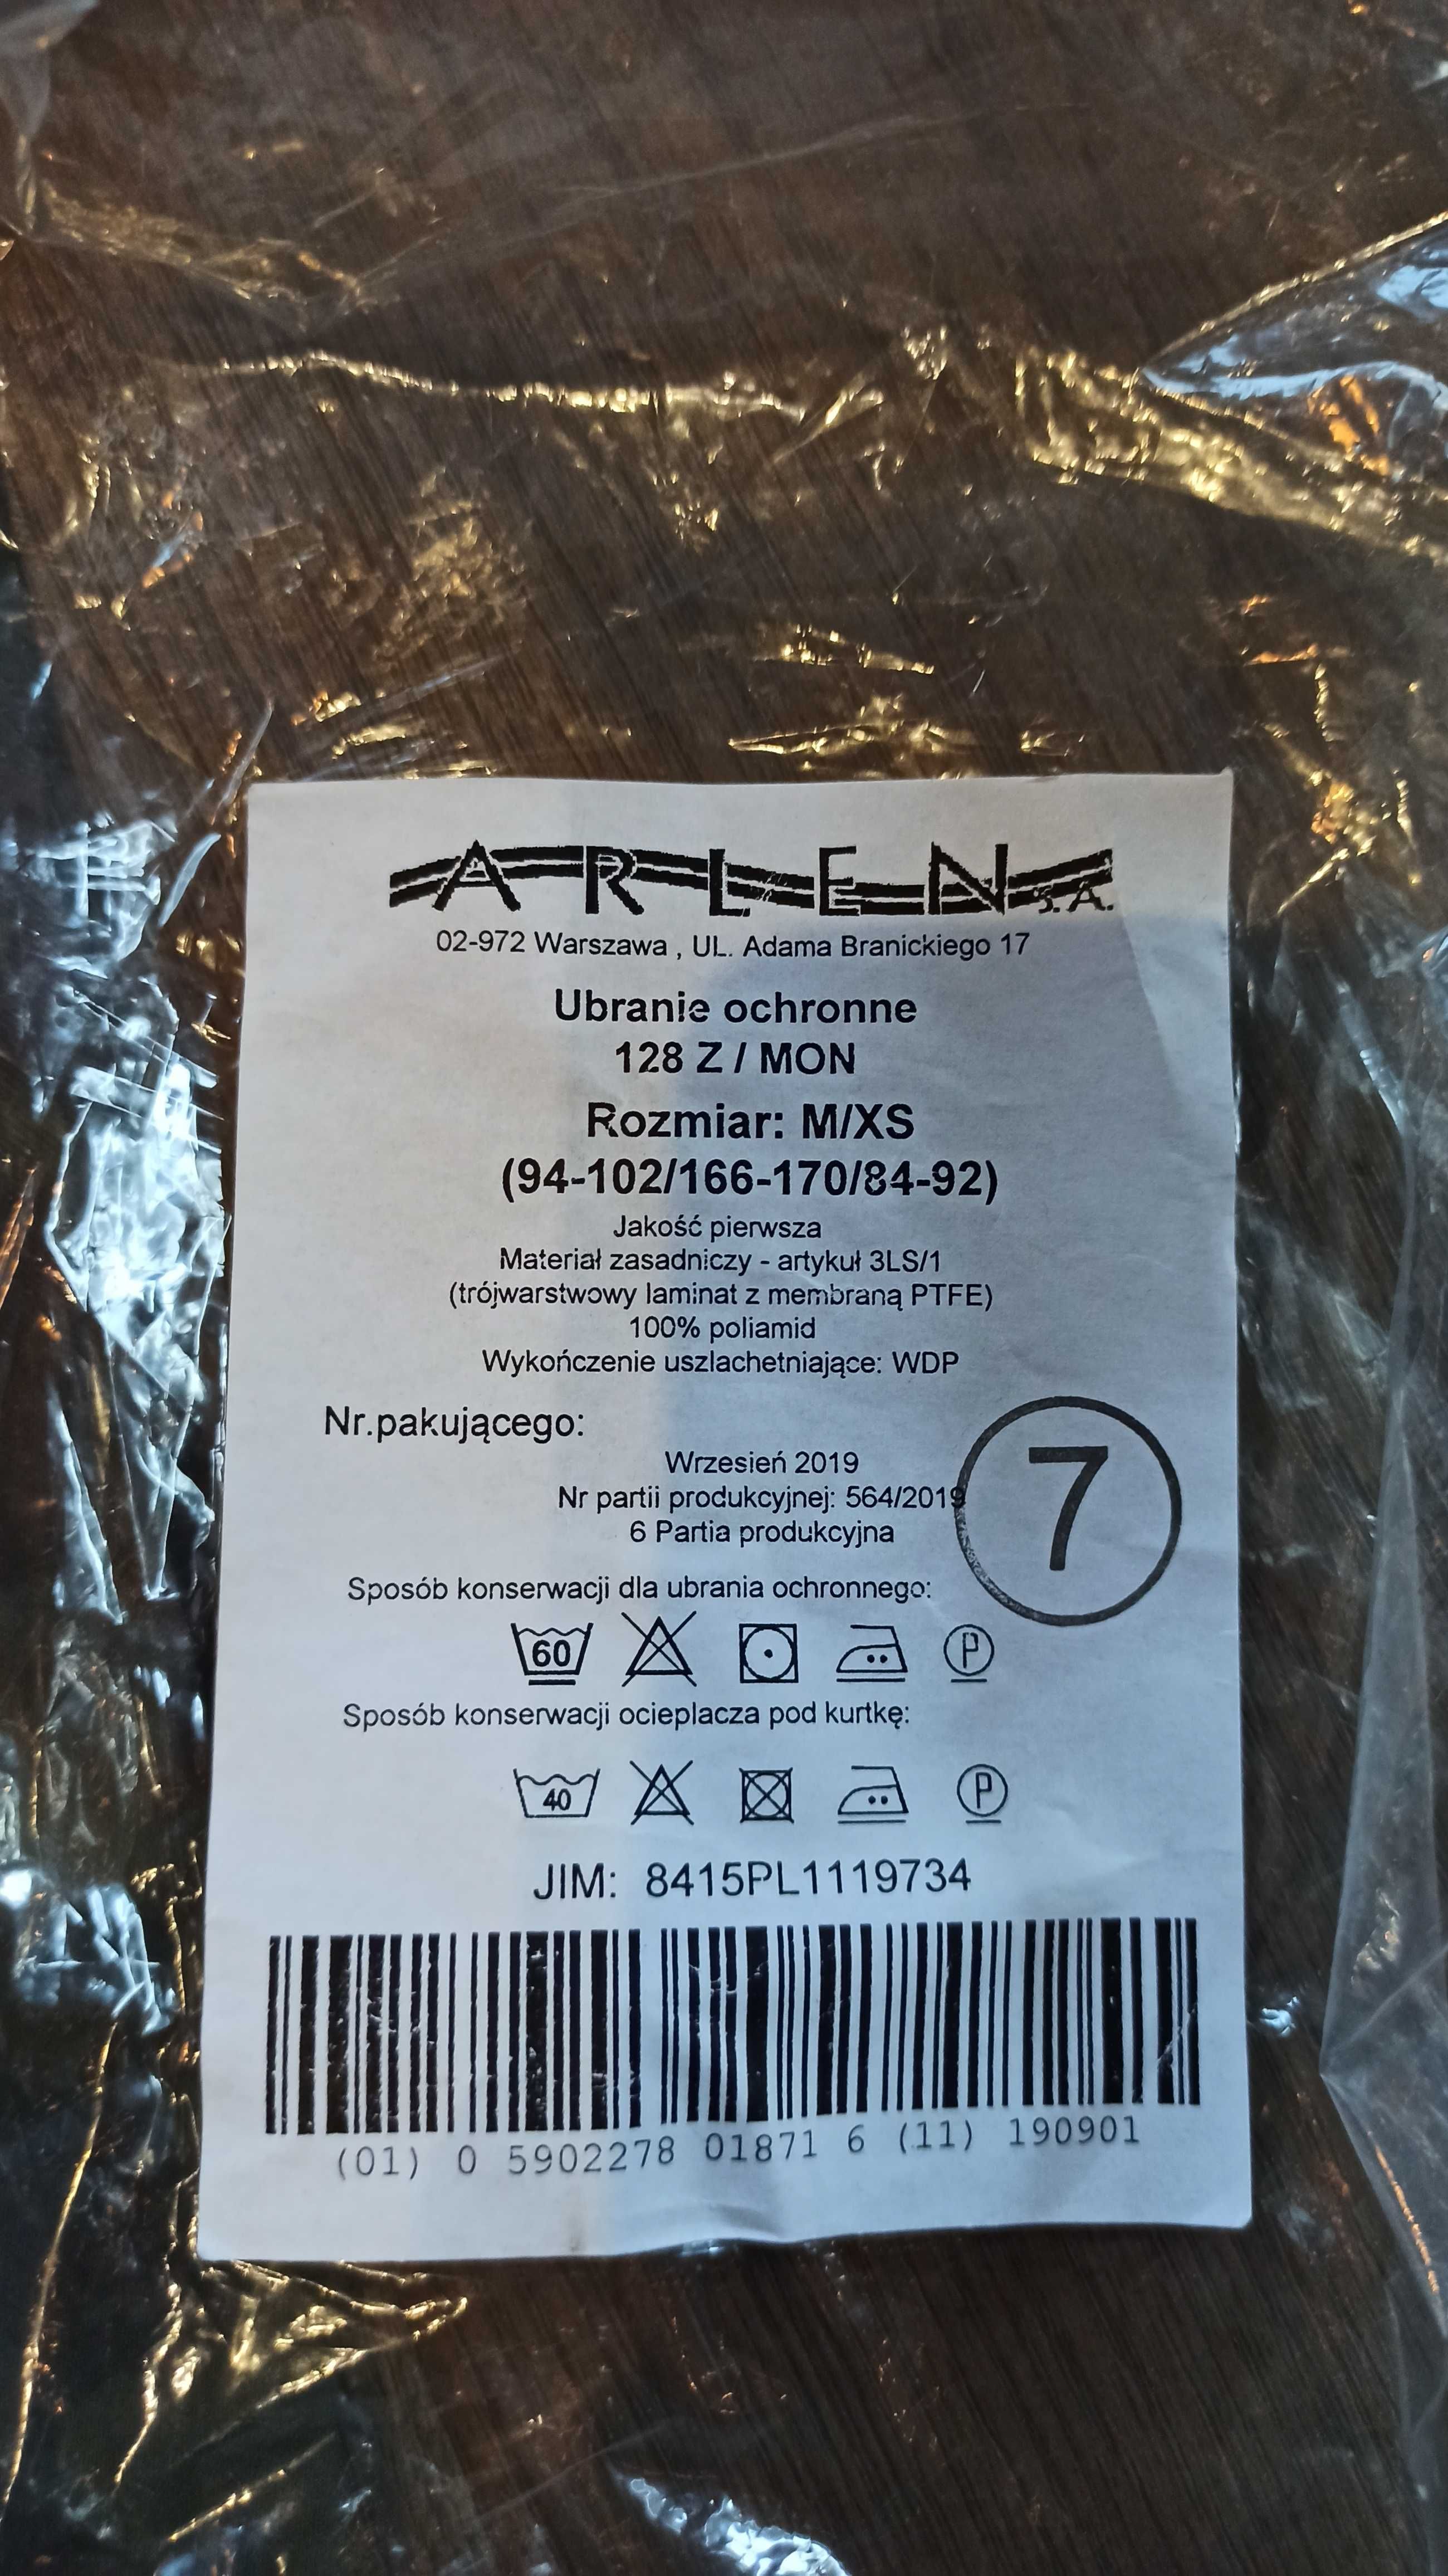 ARLEN S.A.
02-972 Warszawa , UL. Adama Branickiego 17
Ubranie ochronne
128 Z / MON
Rozmiar: M/XS
(94-102/166-170/84-92)
Jakość pierwsza
Materiał zasadniczy - artykuł 3LS/1
(trójwarstwowy laminat z membraną PTFE)
100% poliamid
Wykończenie uszlachetniające: WDP
Nr.pakującego:
7
Wrzesień 2019
Nr partii produkcyjnej: 564/2019
6 Partia produkcyjna
Sposób konserwacji dla ubrania ochronnego:
60 P
Sposób konserwacji ocieplacza pod kurtkę:
40 P
JIM: 8415PL1119734
(01) 0 5902278 01871 6 (11) 190901